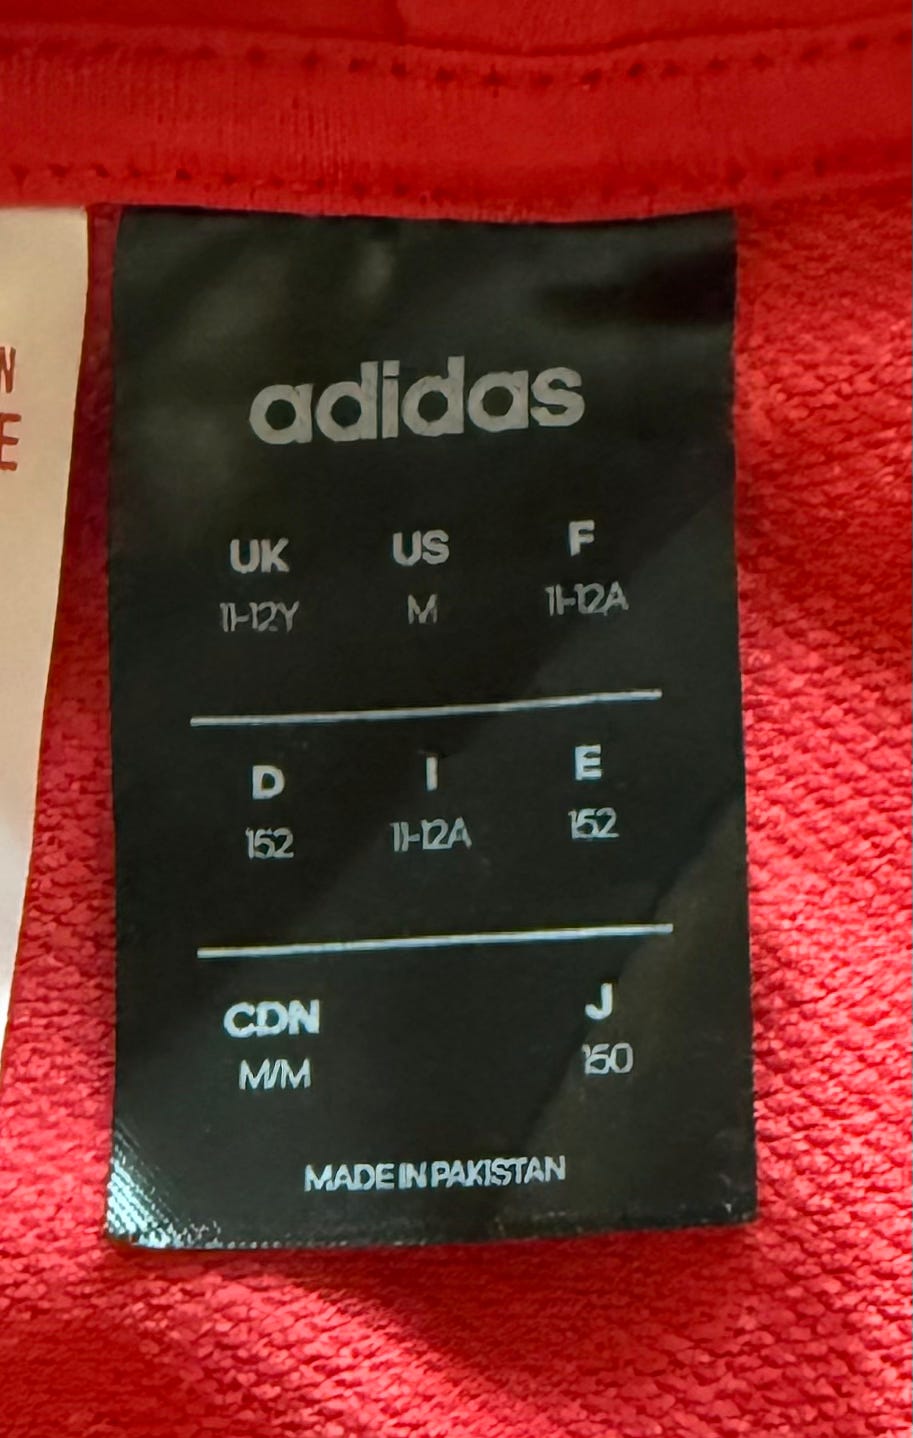 adidas
UK US F
11-12Y M 11-12A
D I E
152 11-12A 152
CDN J
M/M 150
MADE IN PAKISTAN
N
E